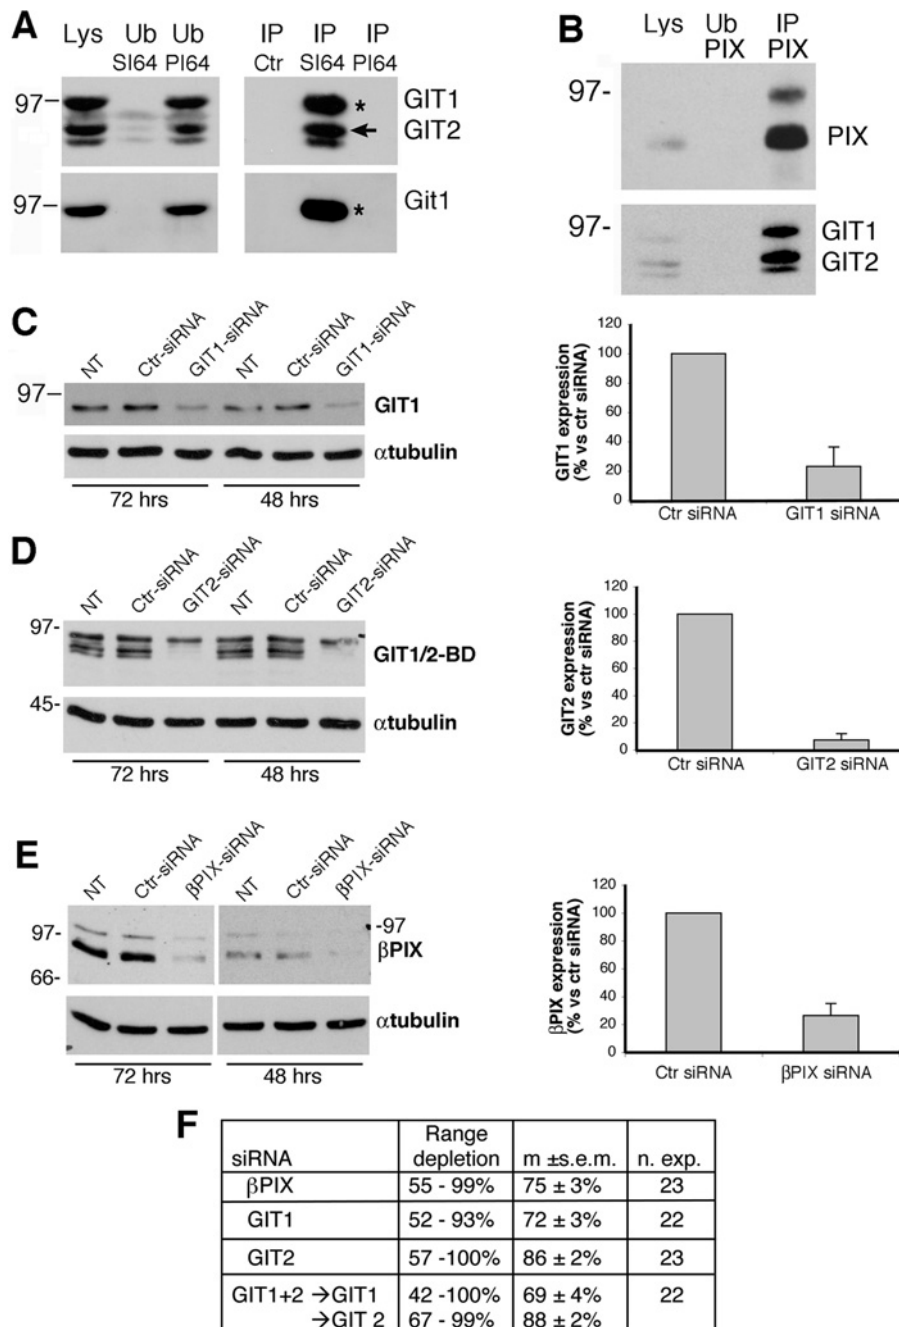 A
Lys Ub SI64 Ub PI64 IP Ctr IP SI64 IP PI64
97
GIT1
*
GIT2
97
Git1
*
B
Lys Ub PIX IP PIX
97-
PIX
97-
GIT1
GIT2
C
NT Ctr-siRNA GIT1-siRNA NT Ctr-siRNA GIT1-siRNA
97
GIT1
αtubulin
72 hrs 48 hrs
GIT1 expression
(% vs ctr siRNA)
120
100
80
60
40
20
0
Ctr siRNA GIT1 siRNA
D
NT Ctr-siRNA GIT2-siRNA NT Ctr-siRNA GIT2-siRNA
97-
GIT1/2-BD
45-
αtubulin
72 hrs 48 hrs
GIT2 expression
(% vs ctr siRNA)
120
100
80
60
40
20
0
Ctr siRNA GIT2 siRNA
E
NT Ctr-siRNA βPIX-siRNA NT Ctr-siRNA βPIX-siRNA
97- -97
βPIX
66-
αtubulin
72 hrs 48 hrs
βPIX expression
(% vs ctr siRNA)
120
100
80
60
40
20
0
Ctr siRNA βPIX siRNA
F
siRNA Range depletion m ±s.e.m. n. exp.
βPIX 55 - 99% 75 ± 3% 23
GIT1 52 - 93% 72 ± 3% 22
GIT2 57 -100% 86 ± 2% 23
GIT1+2 →GIT1 42 -100% 69 ± 4% 22
→GIT 2 67 - 99% 88 ± 2%